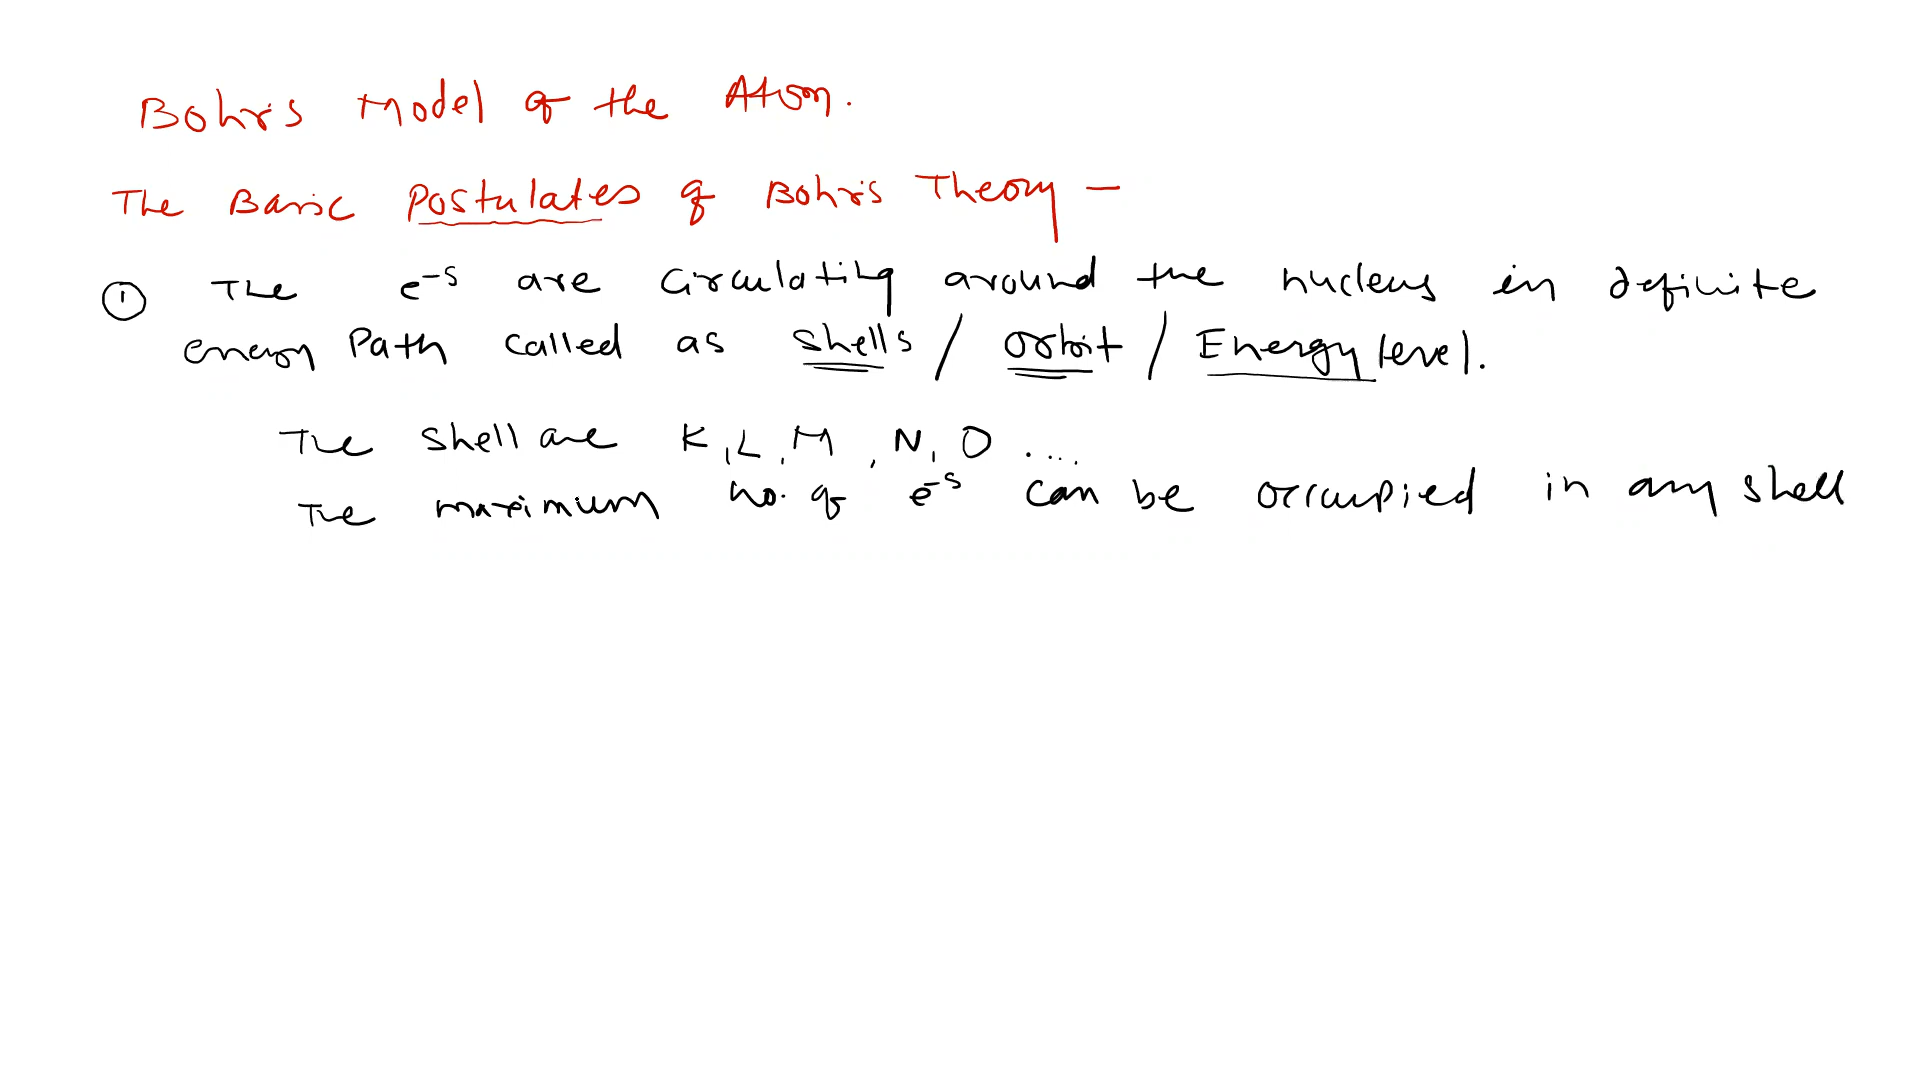 Bohr's Model of the Atom.
The Basic Postulates of Bohr's Theory –
① The e⁻s are circulating around the nucleus in definite
energy Path called as shells / orbit / Energy level.
The shell are K, L, M, N, O ....
The maximum no. of e⁻s can be occupied in any shell